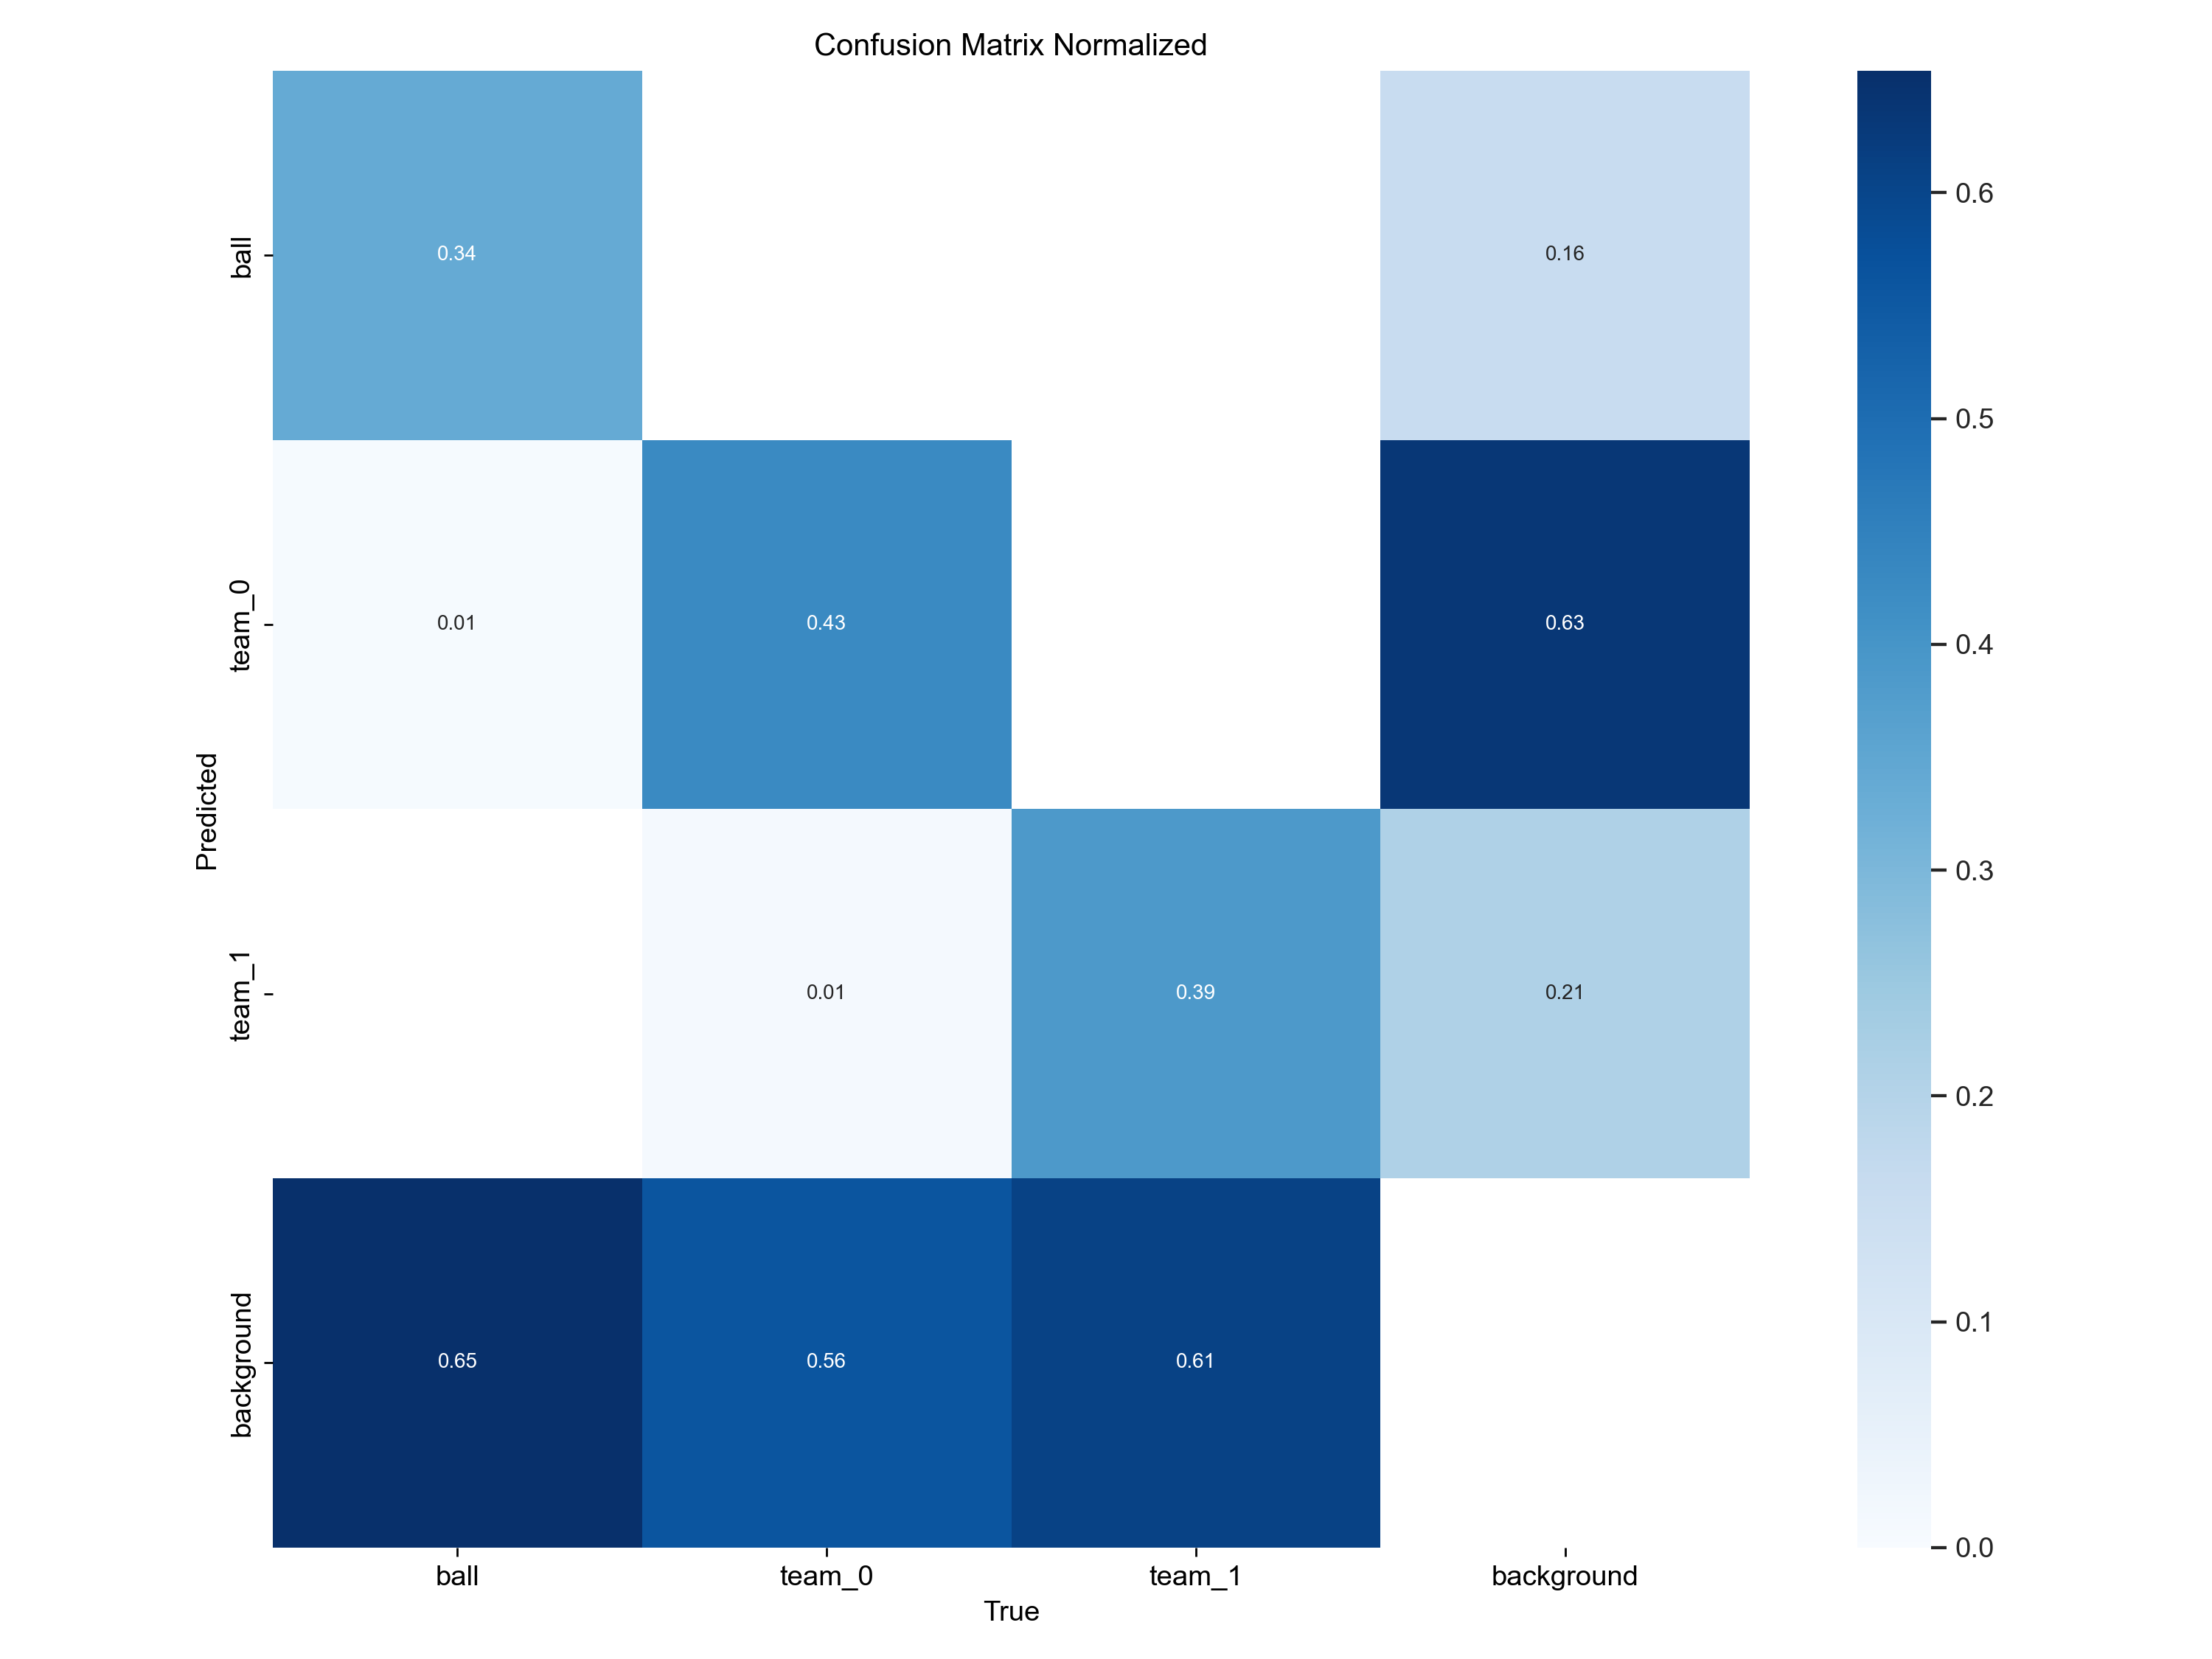 Confusion Matrix Normalized
ball
0.34
0.16
team_0
0.01
0.43
0.63
team_1
0.01
0.39
0.21
background
0.65
0.56
0.61
Predicted
ball
team_0
team_1
background
True
0.6
0.5
0.4
0.3
0.2
0.1
0.0